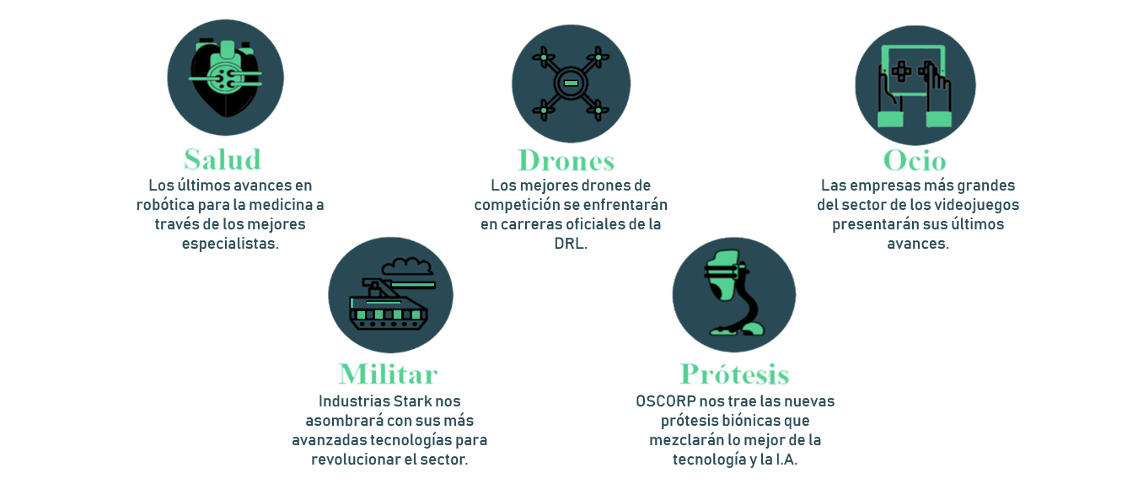 Salud
Los últimos avances en
robótica para la medicina a
través de los mejores
especialistas.
Drones
Los mejores drones de
competición se enfrentarán
en carreras oficiales de la
DRL.
Ocio
Las empresas más grandes
del sector de los videojuegos
presentarán sus últimos
avances.
Militar
Industrias Stark nos
asombrará con sus más
avanzadas tecnologías para
revolucionar el sector.
Prótesis
OSCORP nos trae las nuevas
prótesis biónicas que
mezclarán lo mejor de la
tecnología y la I.A.